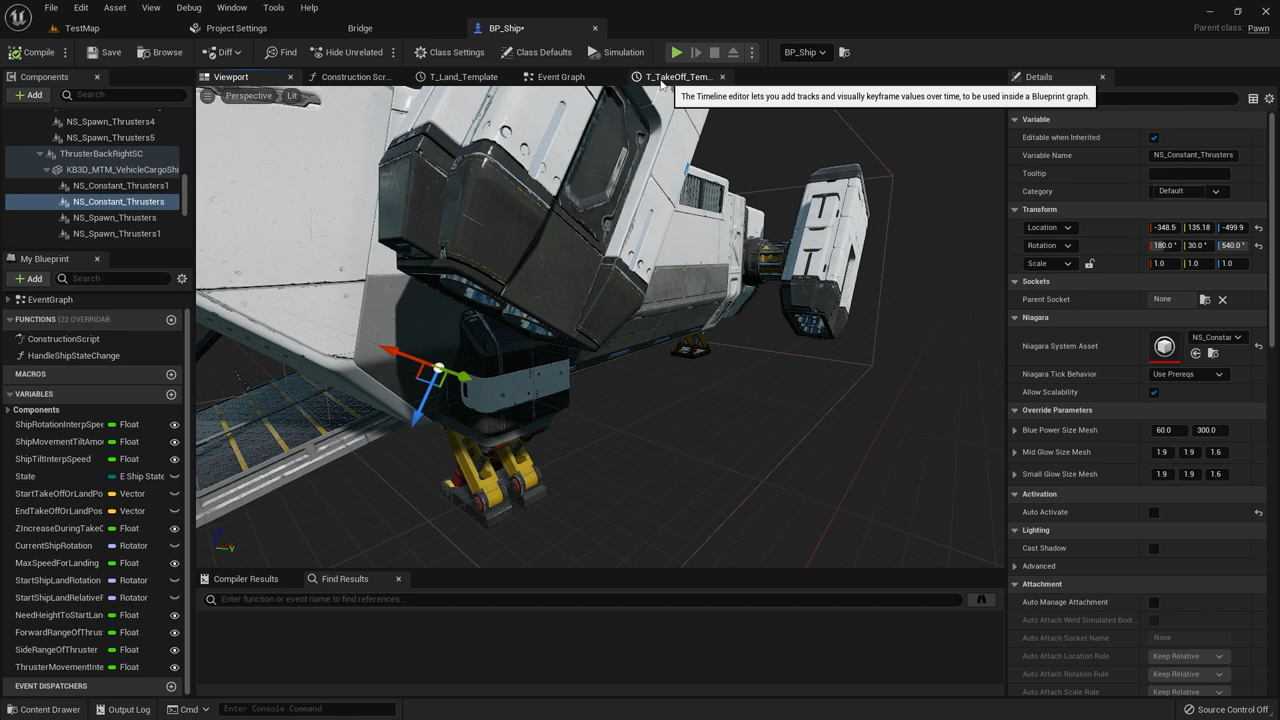 File Edit Asset View Debug Window Tools Help
TestMap
Project Settings
Bridge
BP_Ship*
Parent class: Pawn
Compile
Save
Browse
Diff
Find
Hide Unrelated
Class Settings
Class Defaults
Simulation
BP_Ship
Components
Viewport
Construction Scr...
T_Land_Template
Event Graph
T_TakeOff_Tem...
Details
The Timeline editor lets you add tracks and visually keyframe values over time, to be used inside a Blueprint graph.
Add
Search
Perspective
Lit
NS_Spawn_Thrusters4
NS_Spawn_Thrusters5
ThrusterBackRightSC
KB3D_MTM_VehicleCargoShi
NS_Constant_Thrusters1
NS_Constant_Thrusters
NS_Spawn_Thrusters
NS_Spawn_Thrusters1
My Blueprint
Add
Search
EventGraph
FUNCTIONS (22 OVERRIDAB
ConstructionScript
HandleShipStateChange
MACROS
VARIABLES
Components
ShipRotationInterpSpee Float
ShipMovementTiltAmo Float
ShipTiltInterpSpeed Float
State E Ship State
StartTakeOffOrLandPo Vector
EndTakeOffOrLandPos Vector
ZIncreaseDuringTakeO Float
CurrentShipRotation Rotator
MaxSpeedForLanding Float
StartShipLandRotation Rotator
StartShipLandRelativeF Rotator
NeedHeightToStartLan Float
ForwardRangeOfThrus Float
SideRangeOfThruster Float
ThrusterMovementInte Float
EVENT DISPATCHERS
Compiler Results
Find Results
Enter function or event name to find references...
Variable
Editable when Inherited
Variable Name NS_Constant_Thrusters
Tooltip
Category Default
Transform
Location -348.5 135.18 -499.9
Rotation 180.0° 30.0° 540.0°
Scale 1.0 1.0 1.0
Sockets
Parent Socket None
Niagara
Niagara System Asset NS_Constar
Niagara Tick Behavior Use Prereqs
Allow Scalability
Override Parameters
Blue Power Size Mesh 60.0 300.0
Mid Glow Size Mesh 1.9 1.9 1.6
Small Glow Size Mesh 1.9 1.9 1.6
Activation
Auto Activate
Lighting
Cast Shadow
Advanced
Attachment
Auto Manage Attachment
Auto Attach Weld Simulated Bodi...
Auto Attach Socket Name None
Auto Attach Location Rule Keep Relative
Auto Attach Rotation Rule Keep Relative
Auto Attach Scale Rule Keep Relative
Content Drawer
Output Log
Cmd
Enter Console Command
Source Control Off